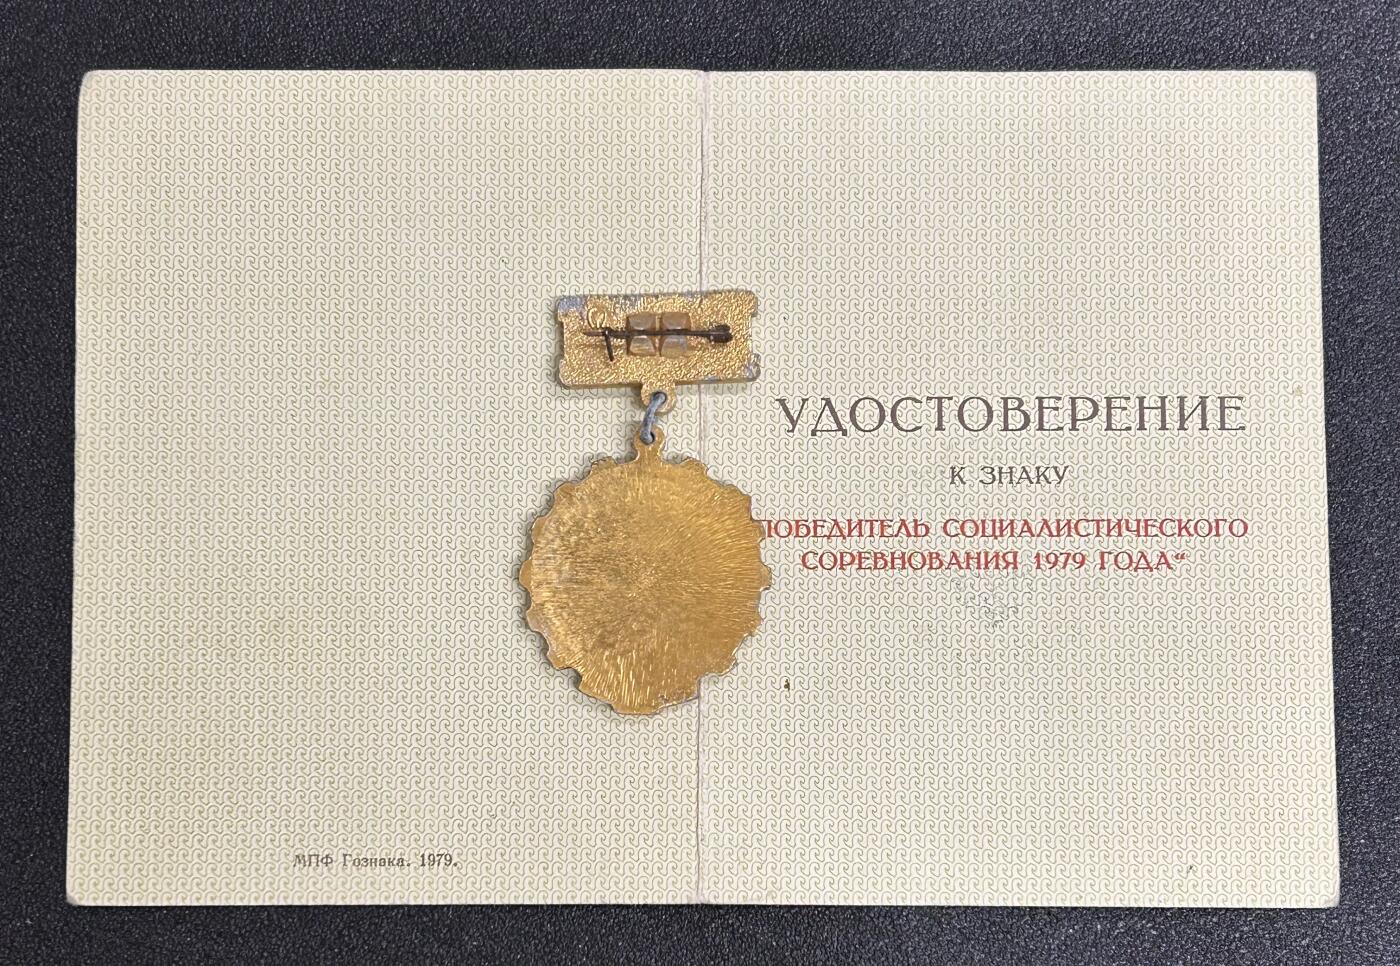 УДОСТОВЕРЕНИЕ
К ЗНАКУ
ПОБЕДИТЕЛЬ СОЦИАЛИСТИЧЕСКОГО
СОРЕВНОВАНИЯ 1979 ГОДА“
МПФ Гознака. 1979.